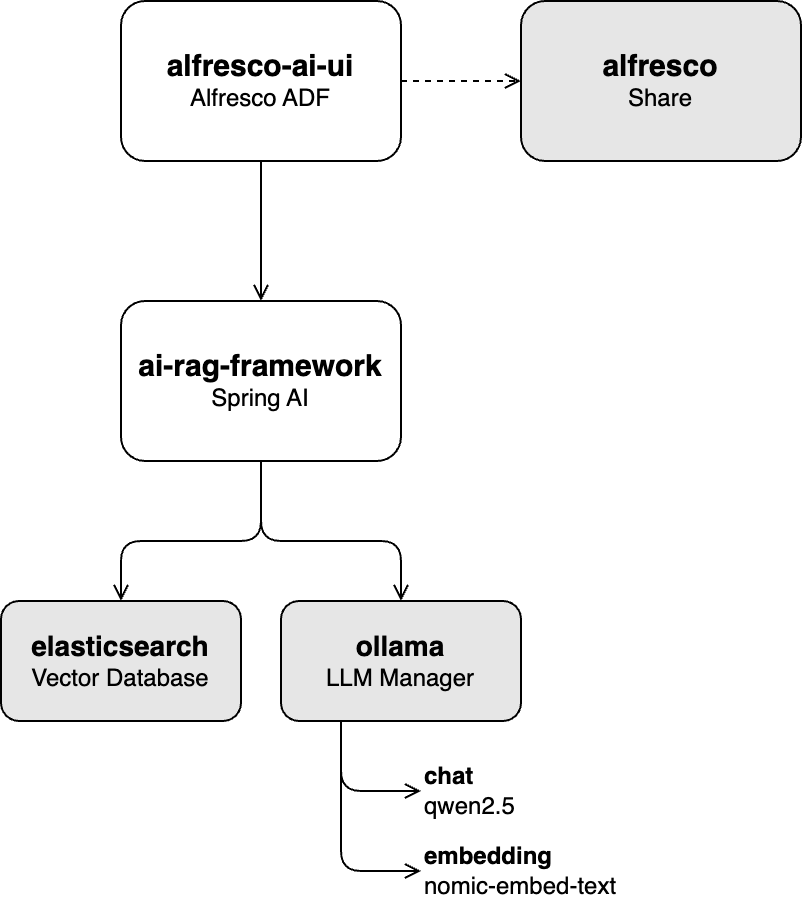 alfresco-ai-ui
Alfresco ADF
alfresco
Share
ai-rag-framework
Spring AI
elasticsearch
Vector Database
ollama
LLM Manager
chat
qwen2.5
embedding
nomic-embed-text